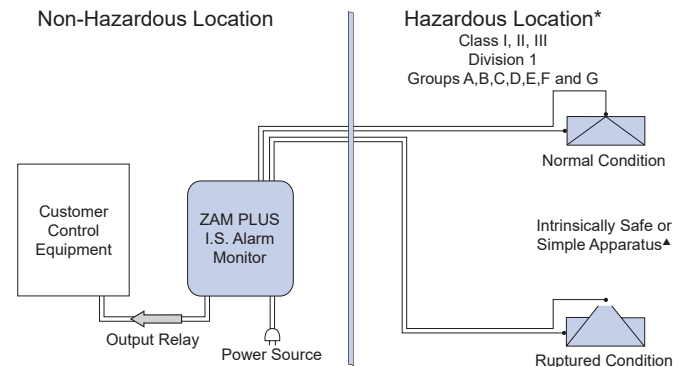 Non-Hazardous Location
Hazardous Location*
Class I, II, III
Division 1
Groups A,B,C,D,E,F and G
Normal Condition
Customer
Control
Equipment
ZAM PLUS
I.S. Alarm
Monitor
Intrinsically Safe or
Simple Apparatus▲
Output Relay
Power Source
Ruptured Condition